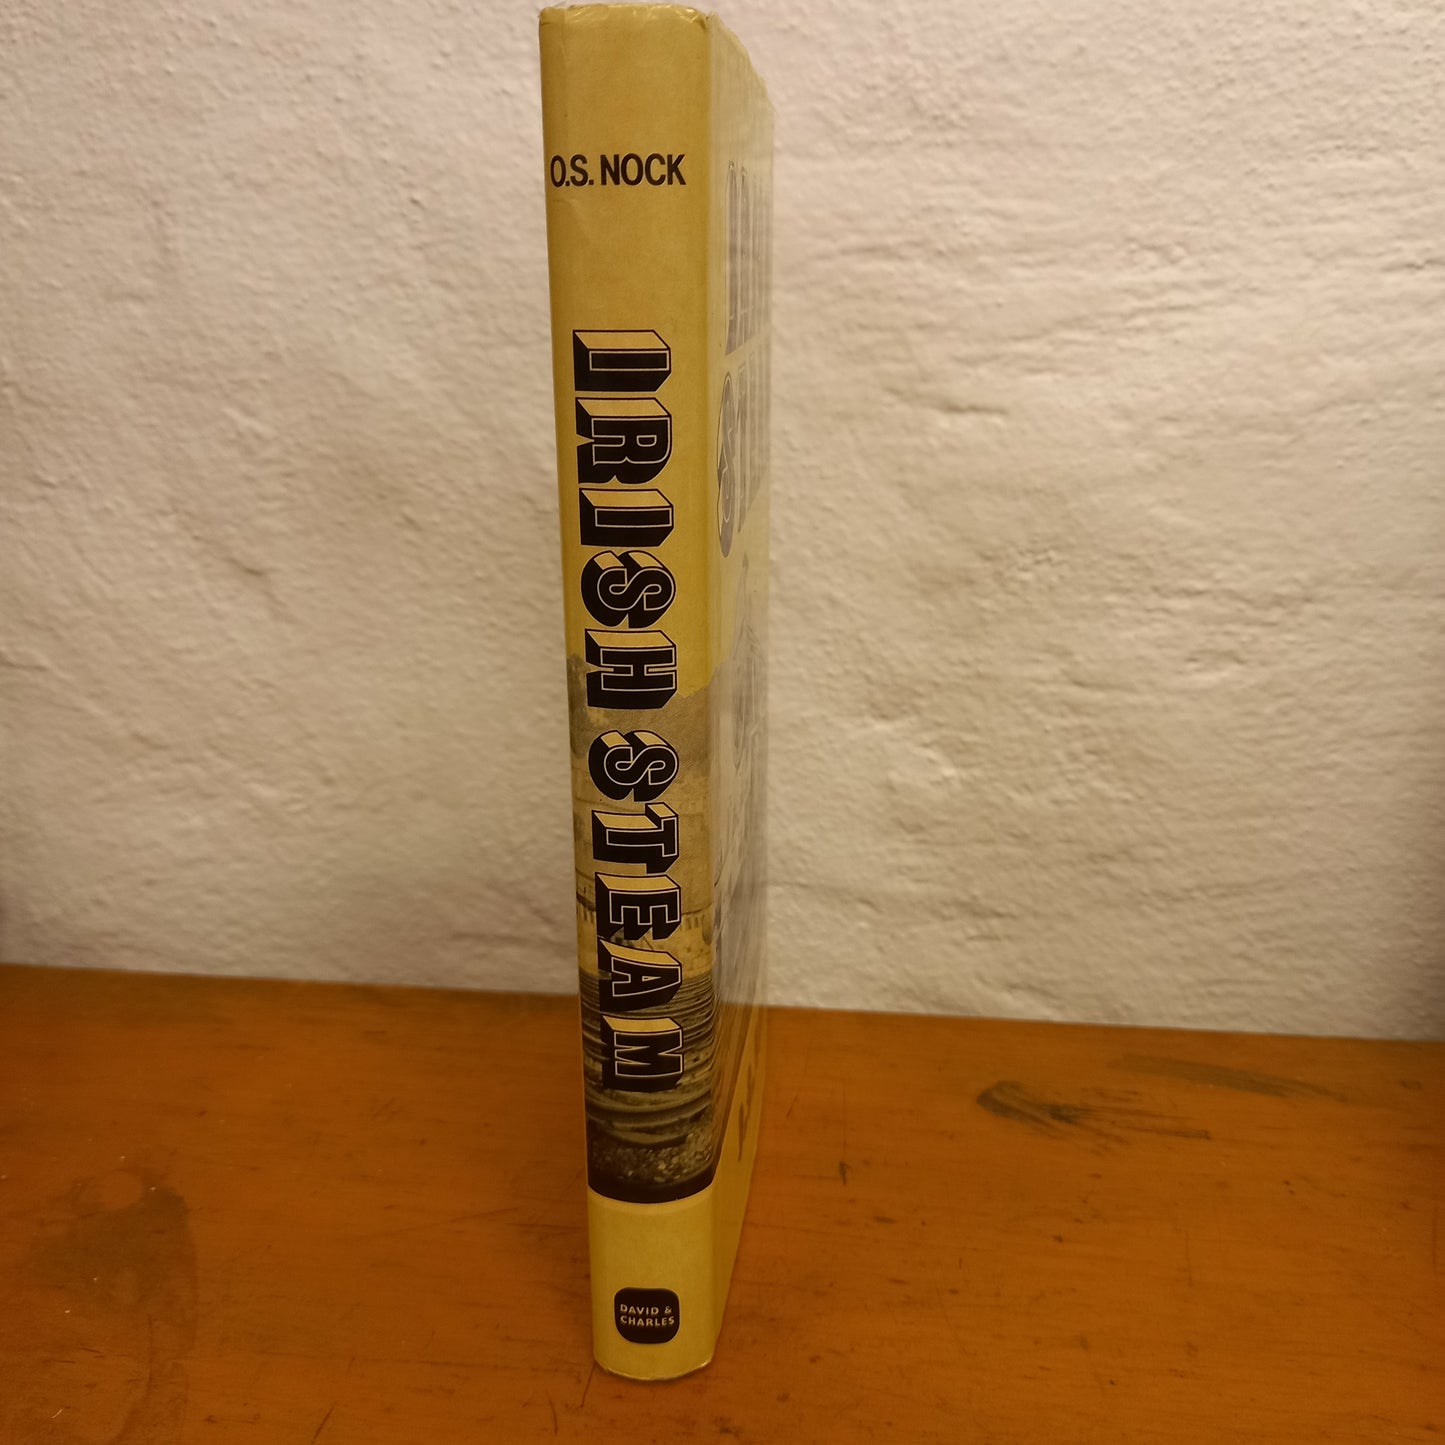 O.S. NOCK
IRISH STEAM
DAVID &
CHARLES